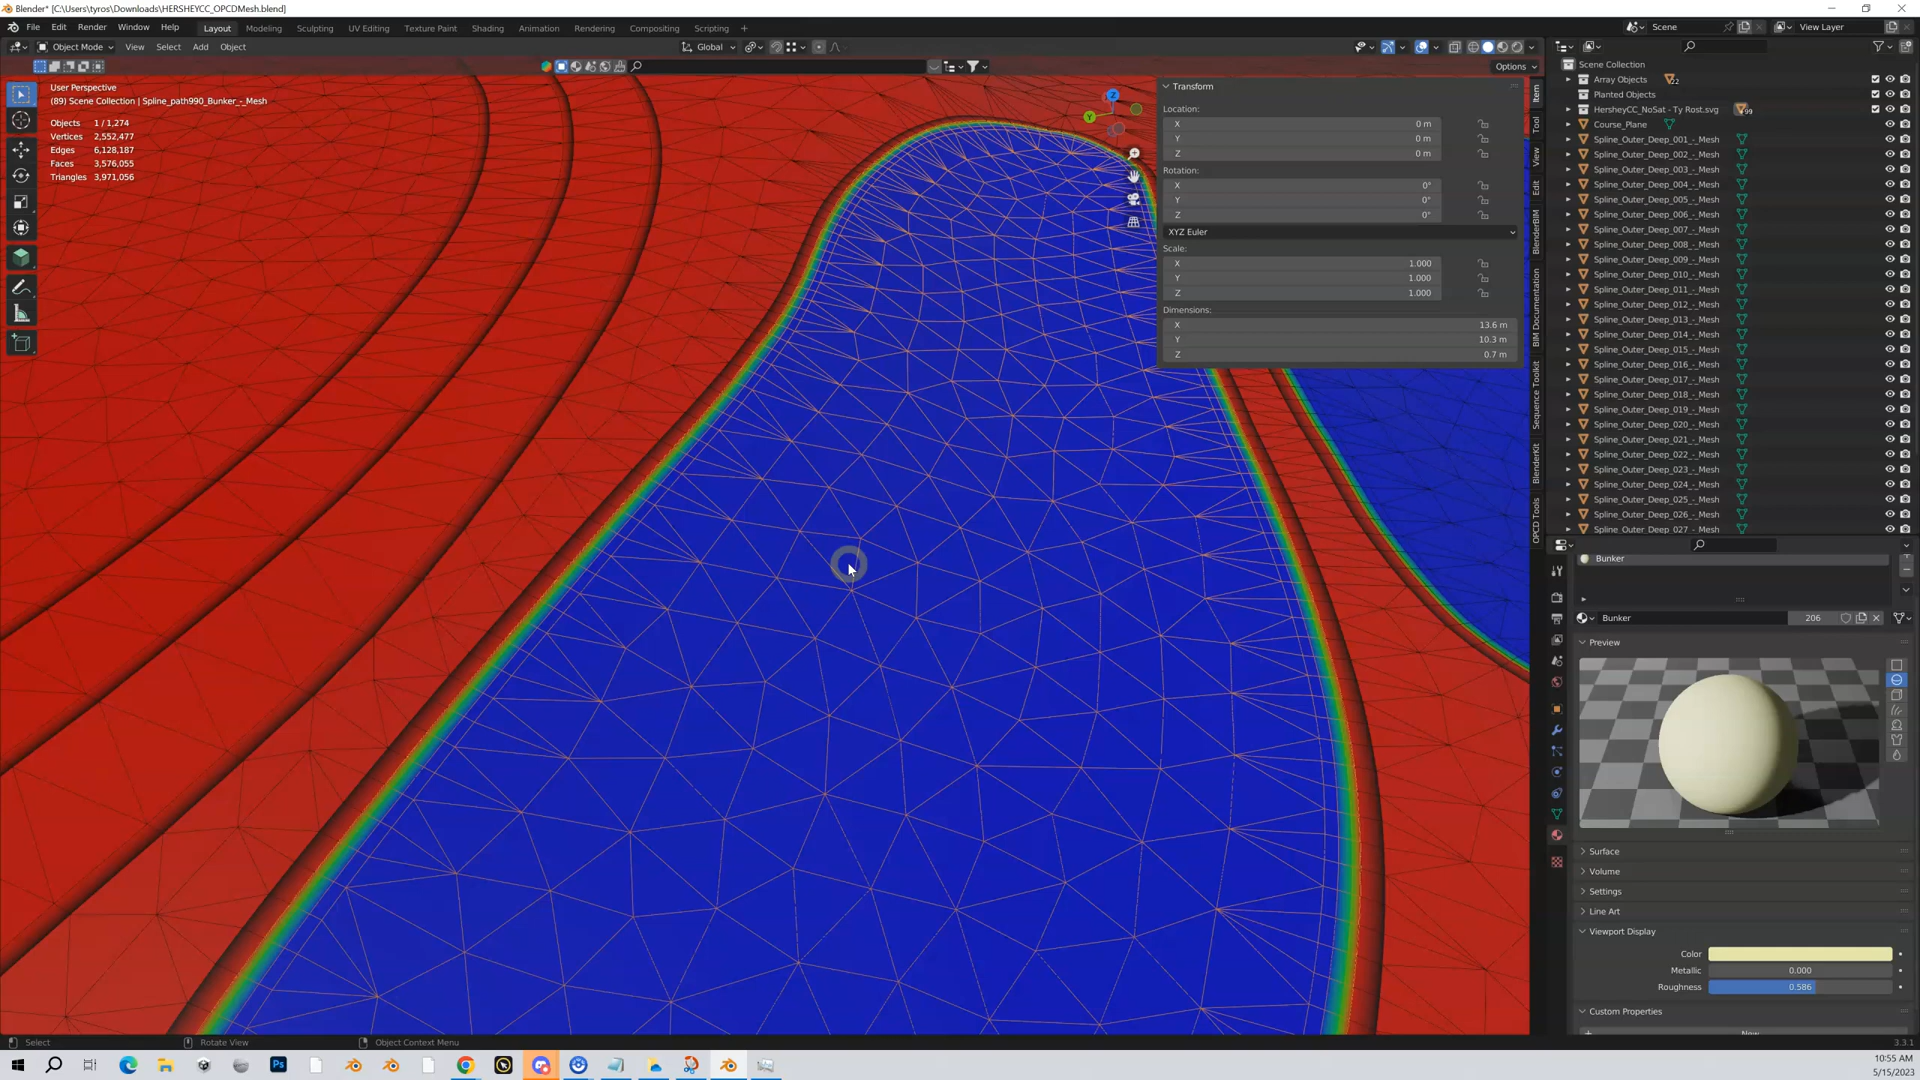 Blender* [C:\Users\tyros\Downloads\HERSHEYCC_OPCDMesh.blend]
File Edit Render Window Help Layout Modeling Sculpting UV Editing Texture Paint Shading Animation Rendering Compositing Scripting + Scene View Layer
Object Mode View Select Add Object Global
Options
User Perspective
(89) Scene Collection | Spline_path990_Bunker_-_Mesh
Objects 1 / 1,274
Vertices 2,552,477
Edges 6,128,187
Faces 3,576,055
Triangles 3,971,056
Z
Y
Transform
Location:
X 0 m
Y 0 m
Z 0 m
Rotation:
X 0°
Y 0°
Z 0°
XYZ Euler
Scale:
X 1.000
Y 1.000
Z 1.000
Dimensions:
X 13.6 m
Y 10.3 m
Z 0.7 m
Item
Tool
View
Edit
BlenderBIM
BIM Documentation
Sequence Toolkit
BlenderKit
OPCD Tools
Scene Collection
Array Objects 22
Planted Objects
HersheyCC_NoSat - Ty Rost.svg 99
Course_Plane
Spline_Outer_Deep_001_-_Mesh
Spline_Outer_Deep_002_-_Mesh
Spline_Outer_Deep_003_-_Mesh
Spline_Outer_Deep_004_-_Mesh
Spline_Outer_Deep_005_-_Mesh
Spline_Outer_Deep_006_-_Mesh
Spline_Outer_Deep_007_-_Mesh
Spline_Outer_Deep_008_-_Mesh
Spline_Outer_Deep_009_-_Mesh
Spline_Outer_Deep_010_-_Mesh
Spline_Outer_Deep_011_-_Mesh
Spline_Outer_Deep_012_-_Mesh
Spline_Outer_Deep_013_-_Mesh
Spline_Outer_Deep_014_-_Mesh
Spline_Outer_Deep_015_-_Mesh
Spline_Outer_Deep_016_-_Mesh
Spline_Outer_Deep_017_-_Mesh
Spline_Outer_Deep_018_-_Mesh
Spline_Outer_Deep_019_-_Mesh
Spline_Outer_Deep_020_-_Mesh
Spline_Outer_Deep_021_-_Mesh
Spline_Outer_Deep_022_-_Mesh
Spline_Outer_Deep_023_-_Mesh
Spline_Outer_Deep_024_-_Mesh
Spline_Outer_Deep_025_-_Mesh
Spline_Outer_Deep_026_-_Mesh
Spline_Outer_Deep_027_-_Mesh
Bunker
Bunker 206
Preview
Surface
Volume
Settings
Line Art
Viewport Display
Color
Metallic 0.000
Roughness 0.586
Custom Properties
New
Select Rotate View Object Context Menu 3.3.1
Ps
10:55 AM
5/15/2023